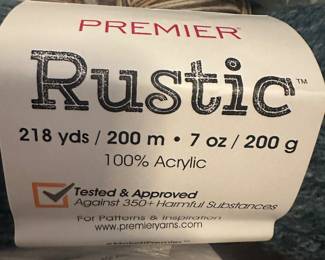 PREMIER®
Rustic™
218 yds / 200 m • 7 oz / 200 g
100% Acrylic
Tested & Approved
Against 350+ Harmful Substances
For Patterns & Inspiration
www.premieryarns.com